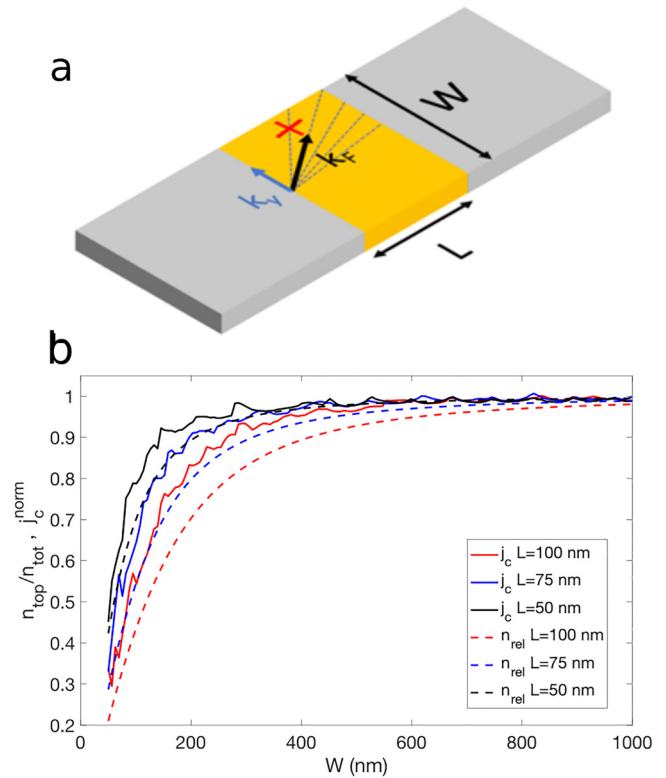 a
W
k_F
k_y
L
b
n_top/n_tot , j_c^norm
1
0.9
0.8
0.7
0.6
0.5
0.4
0.3
0.2
j_c L=100 nm
j_c L=75 nm
j_c L=50 nm
n_rel L=100 nm
n_rel L=75 nm
n_rel L=50 nm
0 200 400 600 800 1000
W (nm)